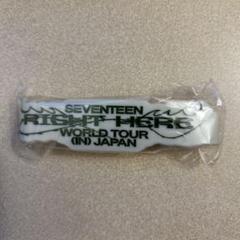 SEVENTEEN
RIGHT HERE
WORLD TOUR
(IN) JAPAN